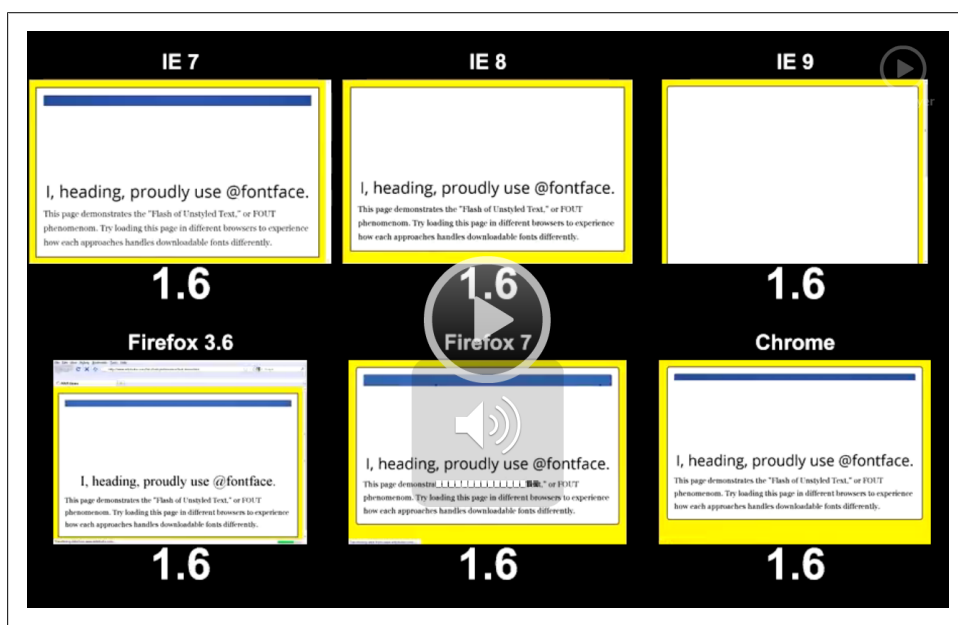 IE 7
IE 8
IE 9
I, heading, proudly use @fontface.
This page demonstrates the "Flash of Unstyled Text," or FOUT
phenomenom. Try loading this page in different browsers to experience
how each approaches handles downloadable fonts differently.
I, heading, proudly use @fontface.
This page demonstrates the "Flash of Unstyled Text," or FOUT
phenomenom. Try loading this page in different browsers to experience
how each approaches handles downloadable fonts differently.
1.6
1.6
1.6
Firefox 3.6
Firefox 7
Chrome
I, heading, proudly use @fontface.
This page demonstrates the "Flash of Unstyled Text," or FOUT
phenomenom. Try loading this page in different browsers to experience
how each approaches handles downloadable fonts differently.
I, heading, proudly use @fontface.
This page " or FOUT
phenomenom. Try loading this page in different browsers to experience
how each approaches handles downloadable fonts differently.
I, heading, proudly use @fontface.
This page demonstrates the "Flash of Unstyled Text," or FOUT
phenomenom. Try loading this page in different browsers to experience
how each approaches handles downloadable fonts differently.
1.6
1.6
1.6